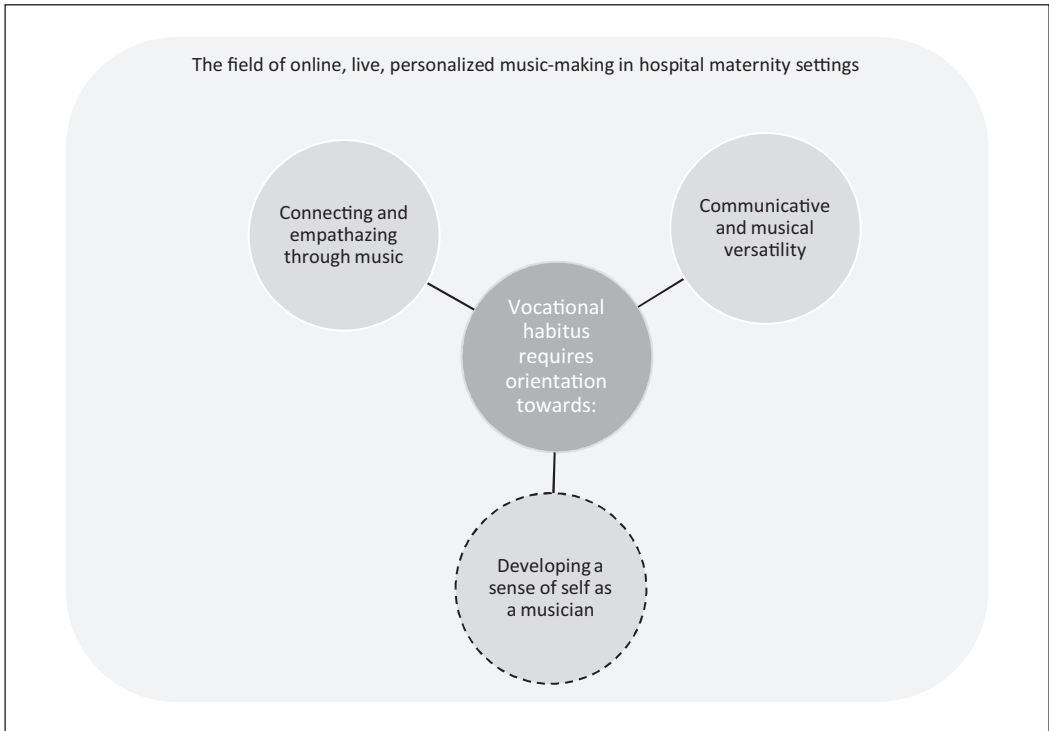 The field of online, live, personalized music-making in hospital maternity settings
Connecting and
empathazing
through music
Communicative
and musical
versatility
Vocational
habitus
requires
orientation
towards:
Developing a
sense of self as
a musician